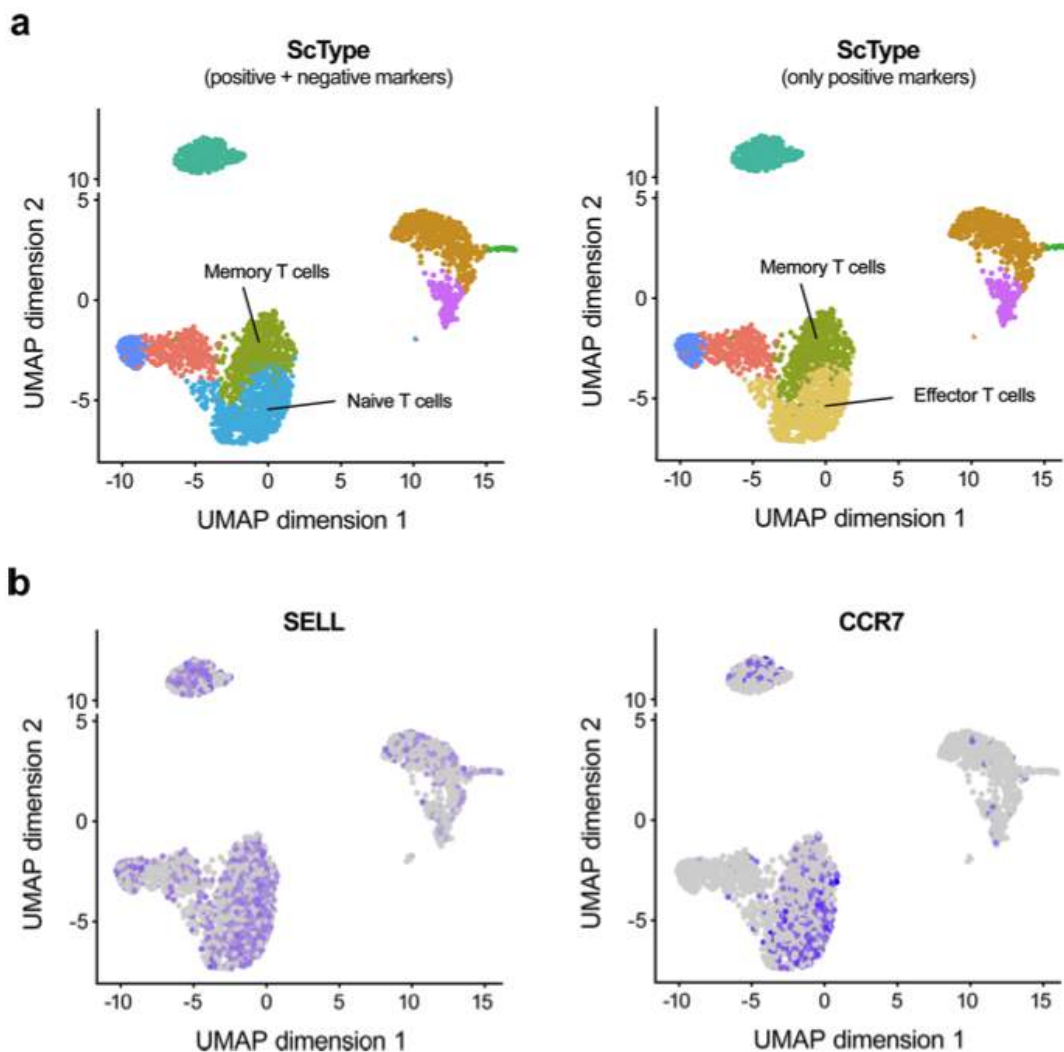 a
ScType
(positive + negative markers)
ScType
(only positive markers)
UMAP dimension 2
10
5
0
-5
Memory T cells
Naive T cells
-10
-5
0
5
10
15
UMAP dimension 1
UMAP dimension 2
10
5
0
-5
Memory T cells
Effector T cells
-10
-5
0
5
10
15
UMAP dimension 1
b
SELL
CCR7
UMAP dimension 2
10
5
0
-5
-10
-5
0
5
10
15
UMAP dimension 1
UMAP dimension 2
10
5
0
-5
-10
-5
0
5
10
15
UMAP dimension 1